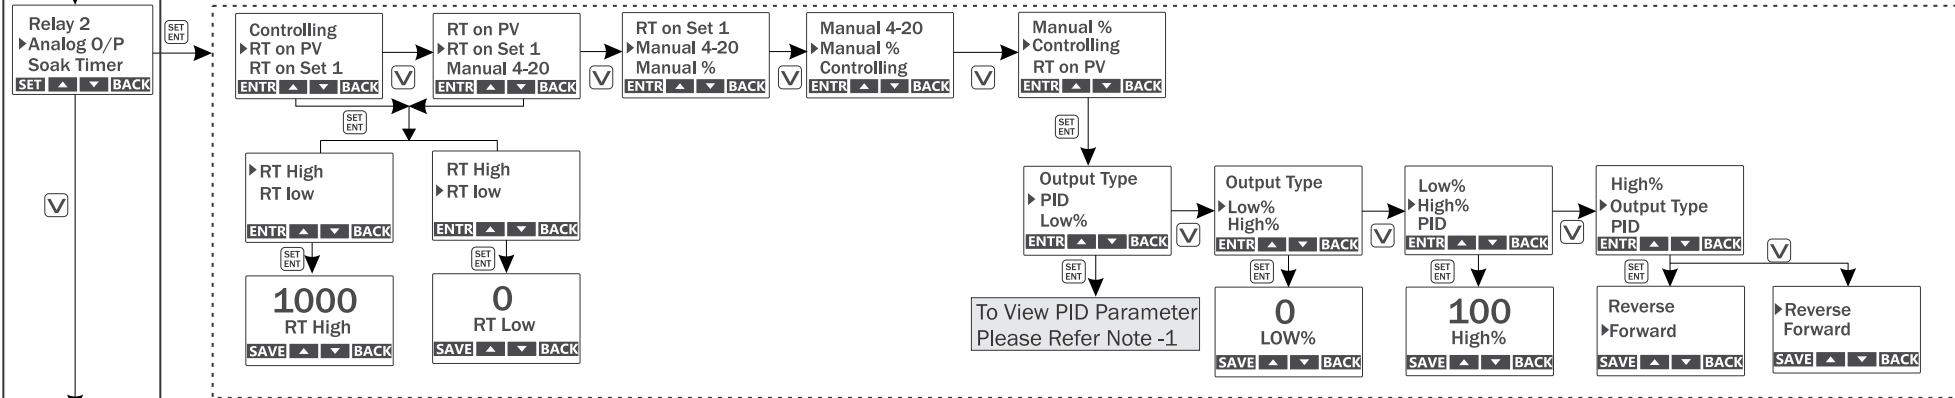 Relay 2
▶Analog O/P
Soak Timer
SET ▲ ▼ BACK
SET
ENT
V
Controlling
▶RT on PV
RT on Set 1
ENTR ▲ ▼ BACK
V
RT on PV
▶RT on Set 1
Manual 4-20
ENTR ▲ ▼ BACK
V
RT on Set 1
▶Manual 4-20
Manual %
ENTR ▲ ▼ BACK
V
Manual 4-20
▶Manual %
Controlling
ENTR ▲ ▼ BACK
V
Manual %
▶Controlling
RT on PV
ENTR ▲ ▼ BACK
SET
ENT
▶RT High
RT low
ENTR ▲ ▼ BACK
SET
ENT
1000
RT High
SAVE ▲ ▼ BACK
RT High
▶RT low
ENTR ▲ ▼ BACK
SET
ENT
0
RT Low
SAVE ▲ ▼ BACK
SET
ENT
Output Type
▶PID
Low%
ENTR ▲ ▼ BACK
V
SET
ENT
To View PID Parameter
Please Refer Note -1
Output Type
▶Low%
High%
ENTR ▲ ▼ BACK
V
SET
ENT
0
LOW%
SAVE ▲ ▼ BACK
Low%
▶High%
PID
ENTR ▲ ▼ BACK
V
SET
ENT
100
High%
SAVE ▲ ▼ BACK
High%
▶Output Type
PID
ENTR ▲ ▼ BACK
V
SET
ENT
Reverse
▶Forward
SAVE ▲ ▼ BACK
▶Reverse
Forward
SAVE ▲ ▼ BACK